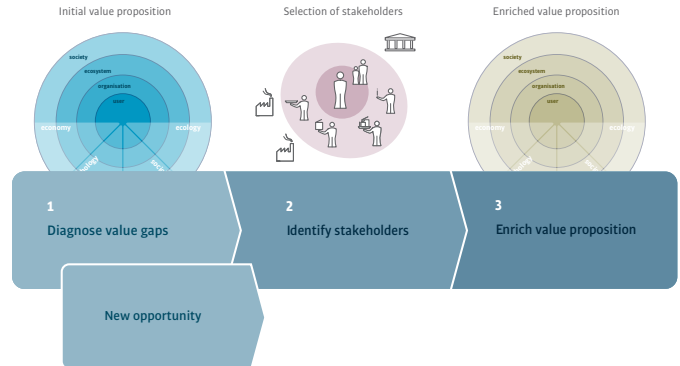 Initial value proposition
Selection of stakeholders
Enriched value proposition
society
ecosystem
organisation
user
economy
ecology
society
ecosystem
organisation
user
economy
ecology
1
Diagnose value gaps
2
Identify stakeholders
3
Enrich value proposition
New opportunity